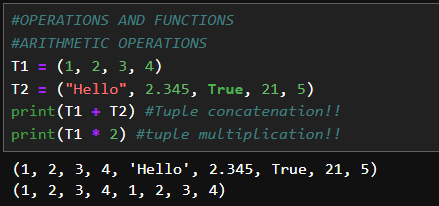 #OPERATIONS AND FUNCTIONS
#ARITHMETIC OPERATIONS
T1 = (1, 2, 3, 4)
T2 = ("Hello", 2.345, True, 21, 5)
print(T1 + T2) #Tuple concatenation!!
print(T1 * 2) #tuple multiplication!!
(1, 2, 3, 4, 'Hello', 2.345, True, 21, 5)
(1, 2, 3, 4, 1, 2, 3, 4)